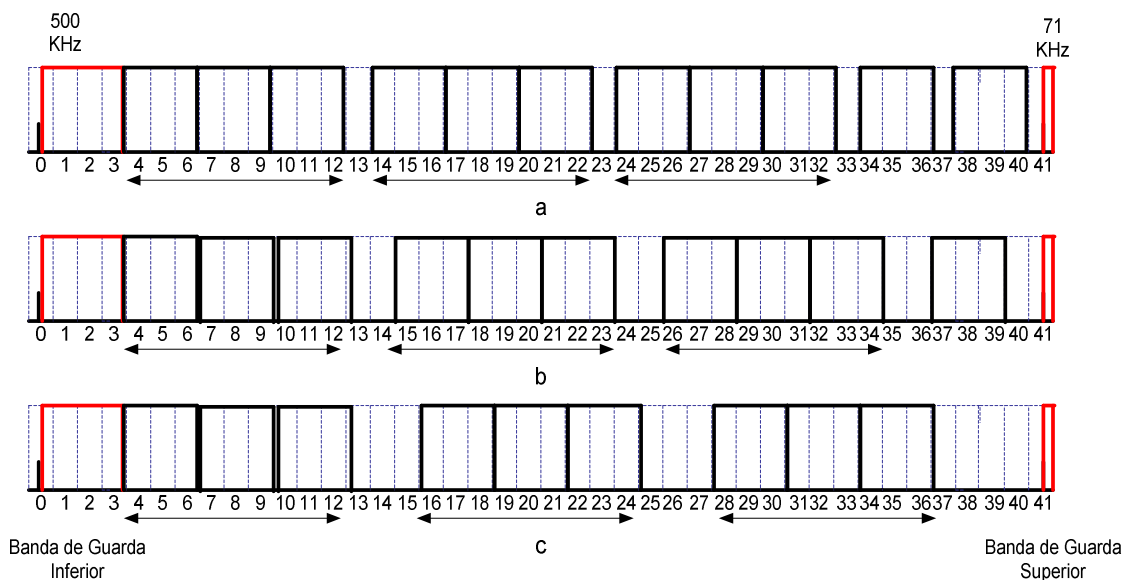 500
KHz
71
KHz
0 1 2 3 4 5 6 7 8 9 10 11 12 13 14 15 16 17 18 19 20 21 22 23 24 25 26 27 28 29 30 31 32 33 34 36 37 38 39 40 41
a
0 1 2 3 4 5 6 7 8 9 10 11 12 13 14 15 16 17 18 19 20 21 22 23 24 25 26 27 28 29 30 31 32 33 34 36 37 38 39 40 41
b
0 1 2 3 4 5 6 7 8 9 10 11 12 13 14 15 16 17 18 19 20 21 22 23 24 25 26 27 28 29 30 31 32 33 34 36 37 38 39 40 41
c
Banda de Guarda
Inferior
Banda de Guarda
Superior